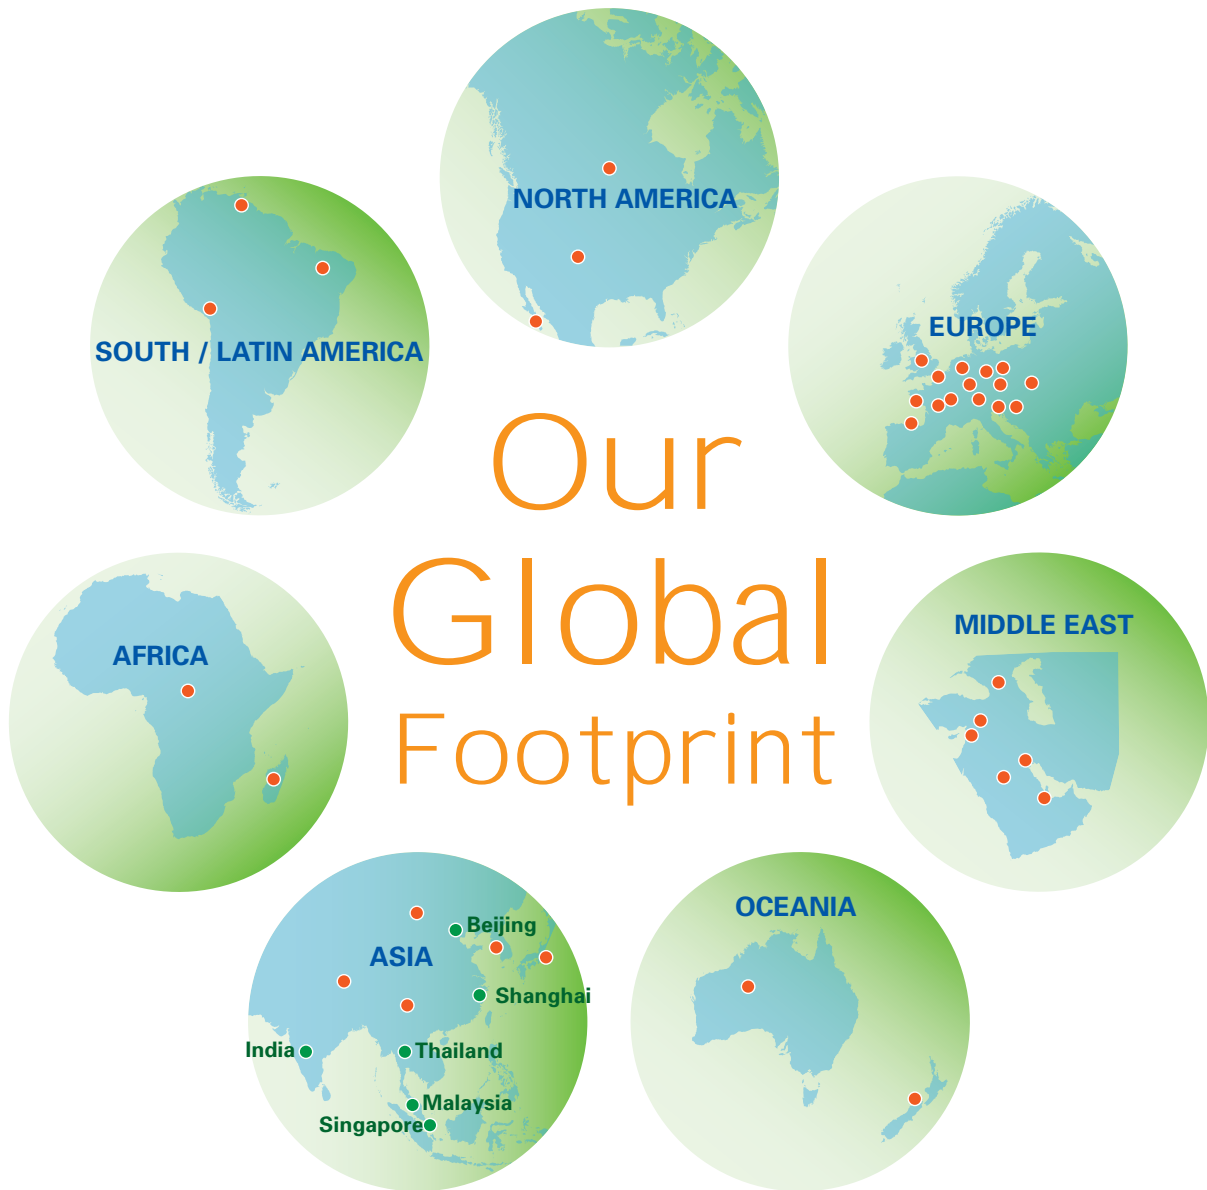 NORTH AMERICA
SOUTH / LATIN AMERICA
EUROPE
Our
Global
Footprint
AFRICA
MIDDLE EAST
ASIA
Beijing
Shanghai
India
Thailand
Malaysia
Singapore
OCEANIA